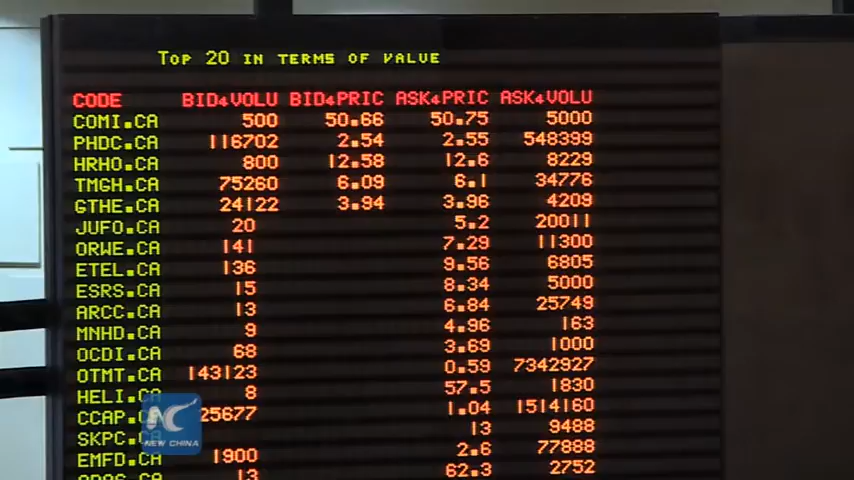 Top 20 IN TERMS OF VALUE
CODE BID4VOLU BID4PRIC ASK4PRIC ASK4VOLU
COMI.CA 500 50.66 50.75 5000
PHDC.CA 116702 2.54 2.55 548399
HRHO.CA 800 12.58 12.6 8229
TMGH.CA 75260 6.09 6.1 34776
GTHE.CA 24122 3.94 3.96 4209
JUFO.CA 20 5.2 20011
ORWE.CA 141 7.29 11300
ETEL.CA 136 9.56 6805
ESRS.CA 15 8.34 5000
ARCC.CA 13 6.84 25749
MNHD.CA 9 4.96 163
OCDI.CA 68 3.69 1000
OTMT.CA 143123 0.59 7342927
HELI.CA 8 57.5 1830
CCAP.CA 25677 1.04 1514160
SKPC. 13 9488
EMFD.CA 1900 2.6 77888
13 62.3 2752
NEW CHINA